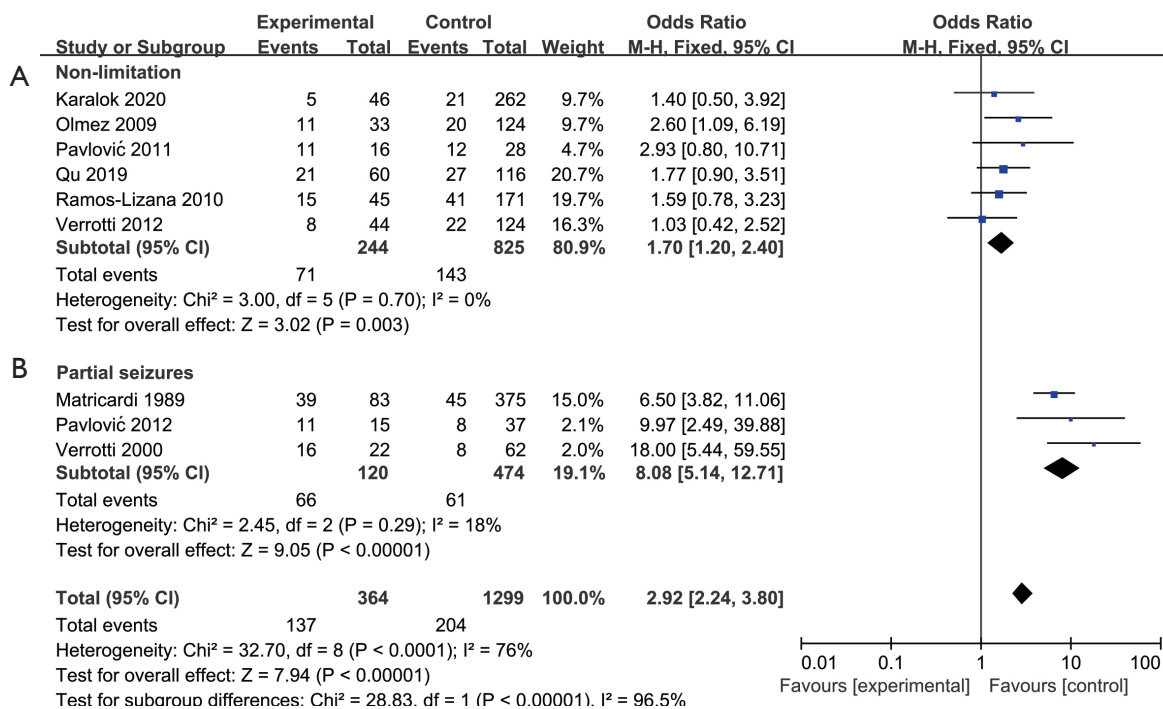 Experimental Control Odds Ratio Odds Ratio
Study or Subgroup Events Total Events Total Weight M-H, Fixed, 95% CI M-H, Fixed, 95% CI
A Non-limitation
Karalok 2020 5 46 21 262 9.7% 1.40 [0.50, 3.92]
Olmez 2009 11 33 20 124 9.7% 2.60 [1.09, 6.19]
Pavlović 2011 11 16 12 28 4.7% 2.93 [0.80, 10.71]
Qu 2019 21 60 27 116 20.7% 1.77 [0.90, 3.51]
Ramos-Lizana 2010 15 45 41 171 19.7% 1.59 [0.78, 3.23]
Verrotti 2012 8 44 22 124 16.3% 1.03 [0.42, 2.52]
Subtotal (95% CI) 244 825 80.9% 1.70 [1.20, 2.40]
Total events 71 143
Heterogeneity: Chi² = 3.00, df = 5 (P = 0.70); I² = 0%
Test for overall effect: Z = 3.02 (P = 0.003)
B Partial seizures
Matricardi 1989 39 83 45 375 15.0% 6.50 [3.82, 11.06]
Pavlović 2012 11 15 8 37 2.1% 9.97 [2.49, 39.88]
Verrotti 2000 16 22 8 62 2.0% 18.00 [5.44, 59.55]
Subtotal (95% CI) 120 474 19.1% 8.08 [5.14, 12.71]
Total events 66 61
Heterogeneity: Chi² = 2.45, df = 2 (P = 0.29); I² = 18%
Test for overall effect: Z = 9.05 (P < 0.00001)
Total (95% CI) 364 1299 100.0% 2.92 [2.24, 3.80]
Total events 137 204
Heterogeneity: Chi² = 32.70, df = 8 (P < 0.0001); I² = 76%
Test for overall effect: Z = 7.94 (P < 0.00001)
Test for subgroup differences: Chi² = 28.83, df = 1 (P < 0.00001), I² = 96.5%
0.01 0.1 1 10 100
Favours [experimental] Favours [control]